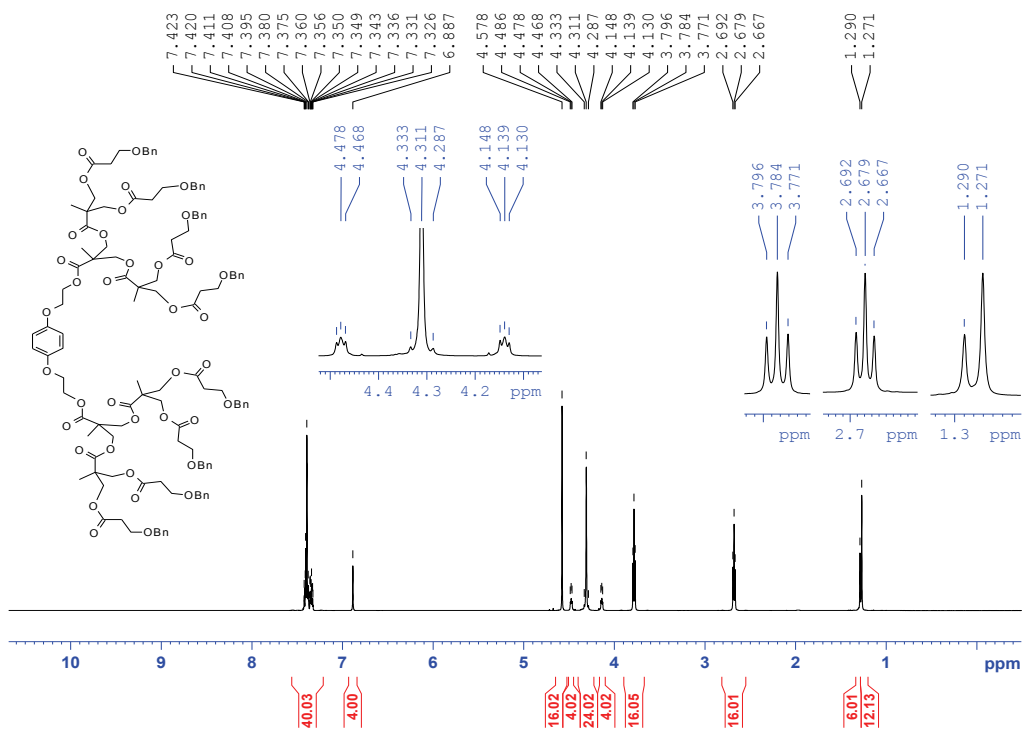 7.423 7.420 7.411 7.408 7.395 7.380 7.375 7.360 7.356 7.350 7.349 7.343 7.336 7.331 7.326 6.887 4.578 4.486 4.478 4.468 4.333 4.311 4.287 4.148 4.139 4.130 3.796 3.784 3.771 2.692 2.679 2.667 1.290 1.271
4.478 4.468 4.333 4.311 4.287 4.148 4.139 4.130
3.796 3.784 3.771
2.692 2.679 2.667
1.290 1.271
4.4 4.3 4.2 ppm
ppm
2.7 ppm
1.3 ppm
OBn
O
O
O
O
OBn
O
O
OBn
O
O
O
O
O
O
O
OBn
O
O
O
O
O
O
O
O
O
O
O
O
O
OBn
O
O
O
O
O
O
OBn
O
O
O
O
OBn
O
O
OBn
10 9 8 7 6 5 4 3 2 1 ppm
40.03 4.00 16.02 4.02 24.02 4.02 16.05 16.01 6.01 12.13